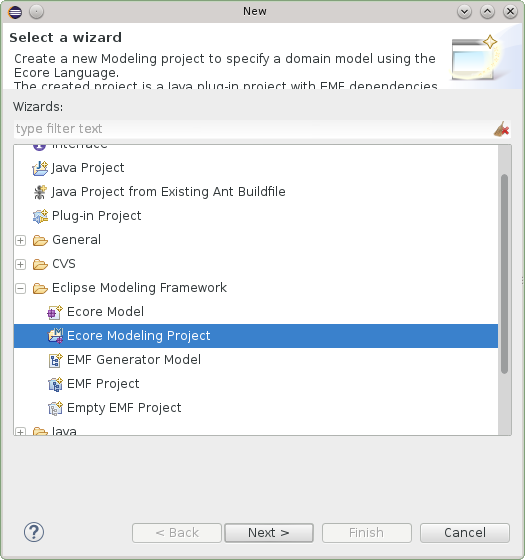 New
Select a wizard
Create a new Modeling project to specify a domain model using the
Ecore Language.
The created project is a Java plug-in project with EMF dependencies
Wizards:
type filter text
Interface
Java Project
Java Project from Existing Ant Buildfile
Plug-in Project
General
CVS
Eclipse Modeling Framework
Ecore Model
Ecore Modeling Project
EMF Generator Model
EMF Project
Empty EMF Project
Java
?
< Back
Next >
Finish
Cancel